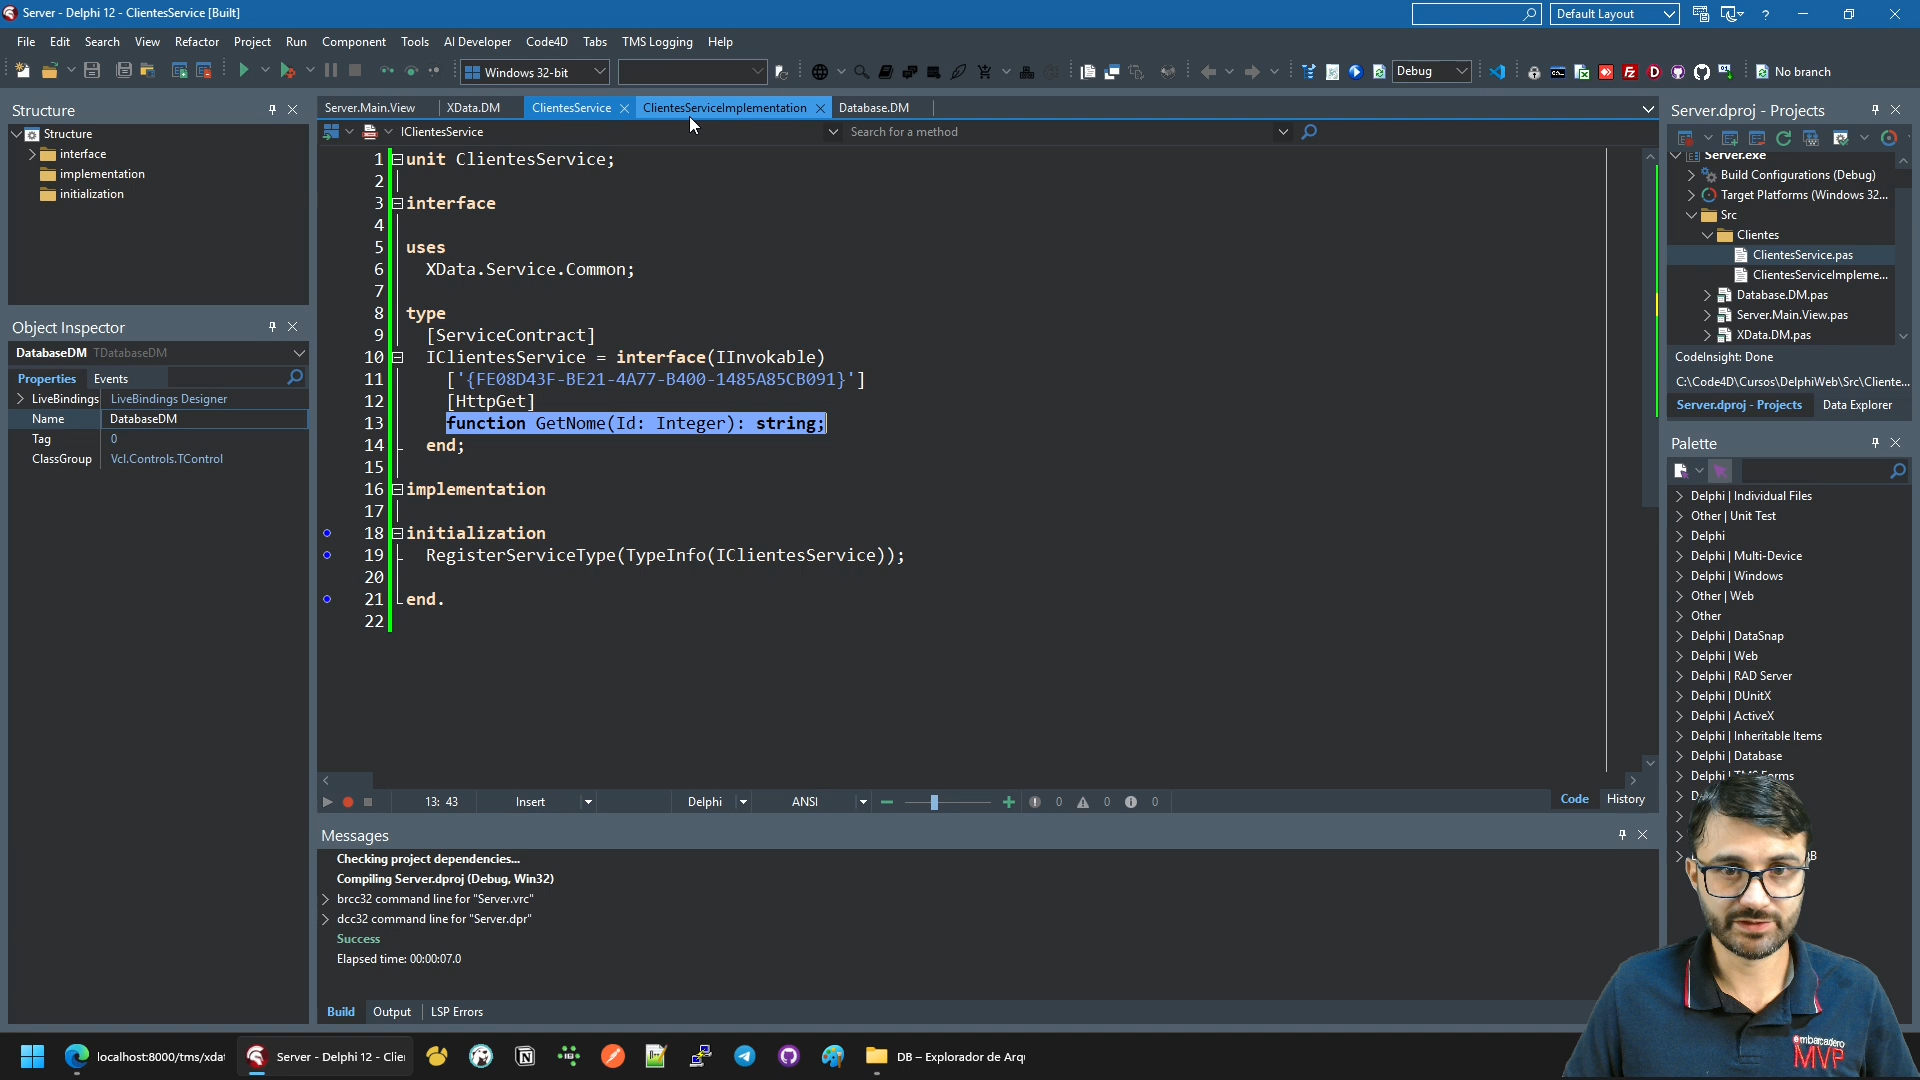 Server - Delphi 12 - ClientesService [Built]
Default Layout
File Edit Search View Refactor Project Run Component Tools AI Developer Code4D Tabs TMS Logging Help
Windows 32-bit
Debug
No branch
Structure
Structure
interface
implementation
initialization
Object Inspector
DatabaseDM TDatabaseDM
Properties Events
LiveBindings LiveBindings Designer
Name DatabaseDM
Tag 0
ClassGroup Vcl.Controls.TControl
Server.Main.View XData.DM ClientesService ClientesServiceImplementation Database.DM
IClientesService
Search for a method
1 unit ClientesService;
2
3 interface
4
5 uses
6 XData.Service.Common;
7
8 type
9 [ServiceContract]
10 IClientesService = interface(IInvokable)
11 ['{FE08D43F-BE21-4A77-B400-1485A85CB091}']
12 [HttpGet]
13 function GetNome(Id: Integer): string;
14 end;
15
16 implementation
17
18 initialization
19 RegisterServiceType(TypeInfo(IClientesService));
20
21 end.
22
13: 43 Insert Delphi ANSI 0 0 0
Code History
Messages
Checking project dependencies...
Compiling Server.dproj (Debug, Win32)
brcc32 command line for "Server.vrc"
dcc32 command line for "Server.dpr"
Success
Elapsed time: 00:00:07.0
Build Output LSP Errors
Server.dproj - Projects
Server.exe
Build Configurations (Debug)
Target Platforms (Windows 32...
Src
Clientes
ClientesService.pas
ClientesServiceImpleme...
Database.DM.pas
Server.Main.View.pas
XData.DM.pas
CodeInsight: Done
C:\Code4D\Cursos\DelphiWeb\Src\Cliente...
Server.dproj - Projects Data Explorer
Palette
Delphi | Individual Files
Other | Unit Test
Delphi
Delphi | Multi-Device
Delphi | Windows
Other | Web
Other
Delphi | DataSnap
Delphi | Web
Delphi | RAD Server
Delphi | DUnitX
Delphi | ActiveX
Delphi | Inheritable Items
Delphi | Database
embarcadero
MVP
localhost:8000/tms/xda
Server - Delphi 12 - Clie
DB – Explorador de Arq